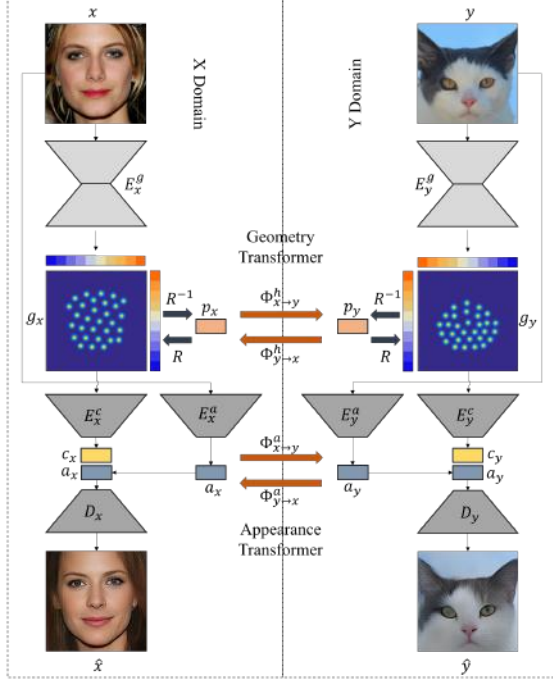 x
y
X Domain
Y Domain
E_x^g
E_y^g
Geometry
Transformer
g_x
R^{-1}
p_x
Φ_{x→y}^h
p_y
R^{-1}
g_y
R
Φ_{y→x}^h
R
E_x^c
E_x^a
E_y^a
E_y^c
Φ_{x→y}^a
c_x
c_y
a_x
a_x
Φ_{y→x}^a
a_y
a_y
D_x
D_y
Appearance
Transformer
x̂
ŷ